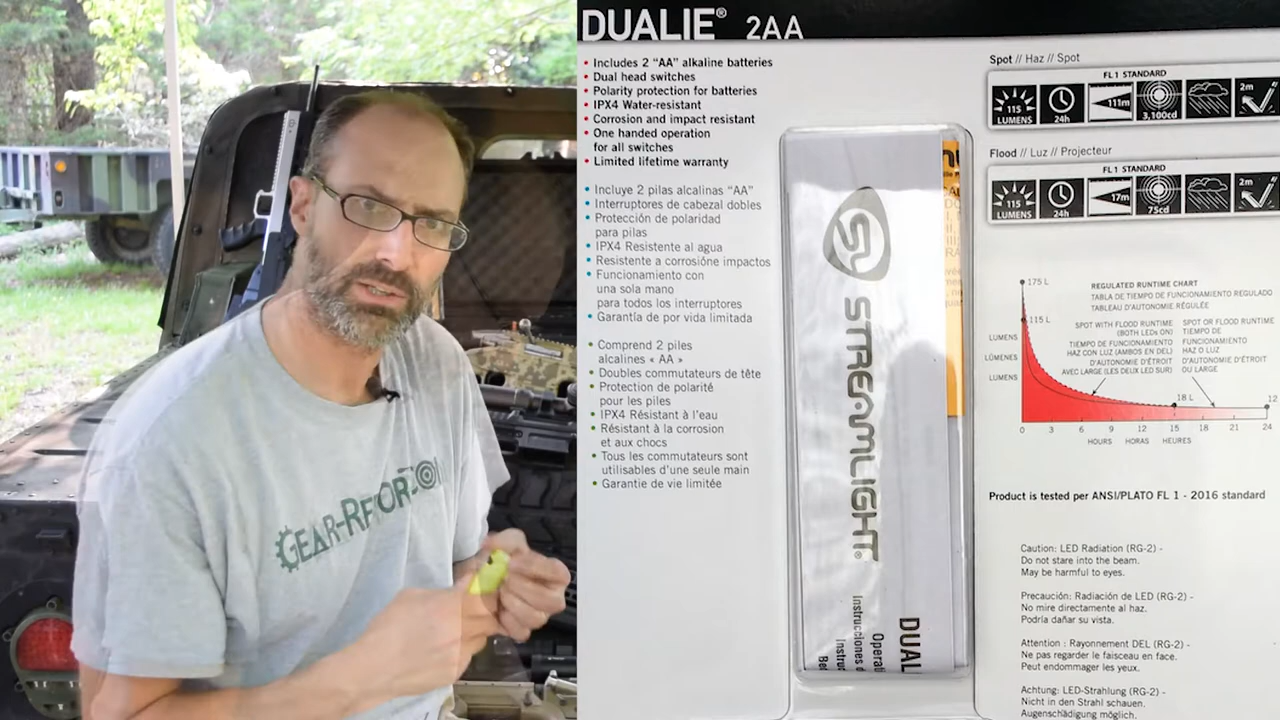 DUALIE® 2AA
• Includes 2 “AA” alkaline batteries
• Dual head switches
• Polarity protection for batteries
• IPX4 Water-resistant
• Corrosion and impact resistant
• One handed operation
for all switches
• Limited lifetime warranty
• Incluye 2 pilas alcalinas “AA”
• Interruptores de cabezal dobles
• Protección de polaridad
para pilas
• IPX4 Resistente al agua
• Resistente a corrosióne impactos
• Funcionamiento con
una sola mano
para todos los interruptores
• Garantía de por vida limitada
• Comprend 2 piles
alcalines « AA »
• Doubles commutateurs de tête
• Protection de polarité
pour les piles
• IPX4 Résistant à l'eau
• Résistant à la corrosion
et aux chocs
• Tous les commutateurs sont
utilisables d'une seule main
• Garantie de vie limitée
STREAMLIGHT®
DUAL
Operati
Instrucciones d
Instruc
Spot // Haz // Spot
FL 1 STANDARD
115 LUMENS 24h 111m 3,100cd 2m
Flood // Luz // Projecteur
FL 1 STANDARD
115 LUMENS 24h 17m 75cd 2m
175 L
115 L
REGULATED RUNTIME CHART
TABLA DE TIEMPO DE FUNCIONAMIENTO REGULADO
TABLEAU D'AUTONOMIE RÉGULÉE
SPOT WITH FLOOD RUNTIME
(BOTH LEDs ON)
TIEMPO DE FUNCIONAMIENTO
HAZ CON LUZ (AMBOS EN DEL)
D'AUTONOMIE D'ÉTROIT
AVEC LARGE (LES DEUX LED SUR)
SPOT OR FLOOD RUNTIME
TIEMPO DE
FUNCIONAMIENTO
HAZ O LUZ
D'AUTONOMIE D'ÉTROIT
OU LARGE
LUMENS
LÚMENES
LUMENS
18 L
12
0 3 6 9 12 15 18 21 24
HOURS HORAS HEURES
Product is tested per ANSI/PLATO FL 1 - 2016 standard
Caution: LED Radiation (RG-2) -
Do not stare into the beam.
May be harmful to eyes.
Precaución: Radiación de LED (RG-2) -
No mire directamente al haz.
Podría dañar su vista.
Attention : Rayonnement DEL (RG-2) -
Ne pas regarder le faisceau en face.
Peut endommager les yeux.
Achtung: LED-Strahlung (RG-2) -
Nicht in den Strahl schauen.
Augenschädigung möglich.